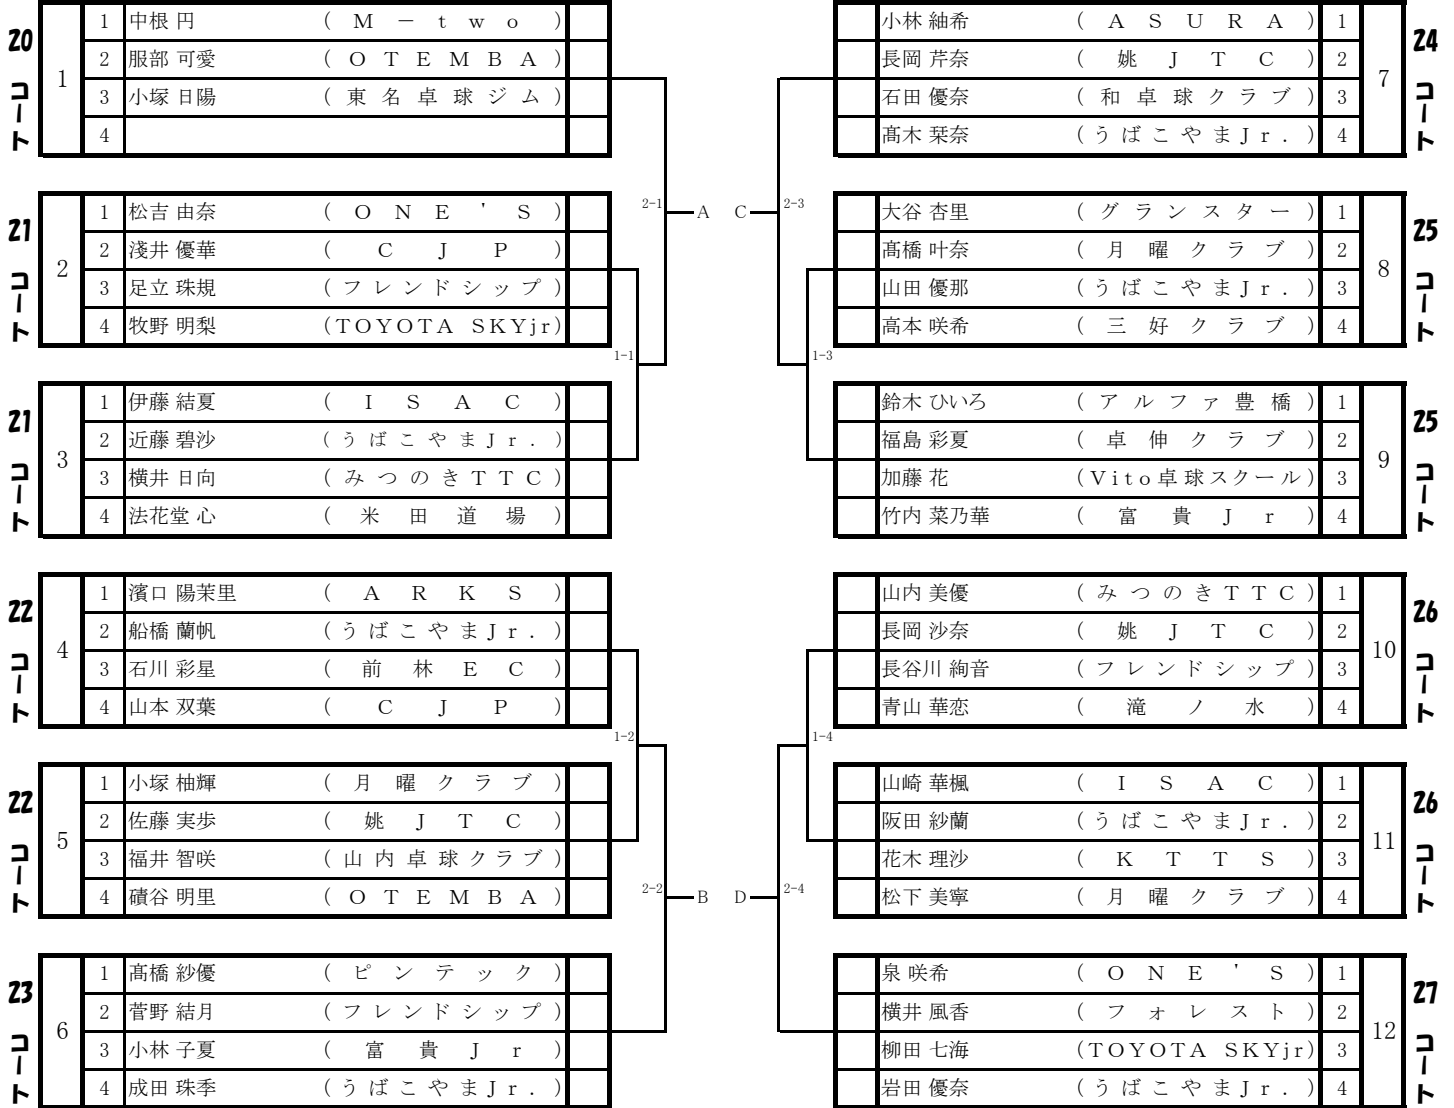 20コート
1
1 中根 円 (M－two)
2 服部 可愛 (OTEMBA)
3 小塚 日陽 (東名卓球ジム)
4
21コート
2
1 松吉 由奈 (ONE'S)
2 淺井 優華 (CJP)
3 足立 珠規 (フレンドシップ)
4 牧野 明梨 (TOYOTA SKYjr)
21コート
3
1 伊藤 結夏 (ISAC)
2 近藤 碧沙 (うばこやまJr.)
3 横井 日向 (みつのきTTC)
4 法花堂 心 (米田道場)
22コート
4
1 濱口 陽茉里 (ARKS)
2 船橋 蘭帆 (うばこやまJr.)
3 石川 彩星 (前林EC)
4 山本 双葉 (CJP)
22コート
5
1 小塚 柚輝 (月曜クラブ)
2 佐藤 実歩 (姚JTC)
3 福井 智咲 (山内卓球クラブ)
4 磧谷 明里 (OTEMBA)
23コート
6
1 髙橋 紗優 (ピンテック)
2 菅野 結月 (フレンドシップ)
3 小林 子夏 (富貴Jr)
4 成田 珠季 (うばこやまJr.)
2-1
A
1-1
1-2
2-2
B
C
2-3
1-3
1-4
D
2-4
小林 紬希 (ASURA) 1
長岡 芹奈 (姚JTC) 2
石田 優奈 (和卓球クラブ) 3
髙木 栞奈 (うばこやまJr.) 4
7
24コート
大谷 杏里 (グランスター) 1
髙橋 叶奈 (月曜クラブ) 2
山田 優那 (うばこやまJr.) 3
高本 咲希 (三好クラブ) 4
8
25コート
鈴木 ひいろ (アルファ豊橋) 1
福島 彩夏 (卓伸クラブ) 2
加藤 花 (Vito卓球スクール) 3
竹内 菜乃華 (富貴Jr) 4
9
25コート
山内 美優 (みつのきTTC) 1
長岡 沙奈 (姚JTC) 2
長谷川 絢音 (フレンドシップ) 3
青山 華恋 (滝ノ水) 4
10
26コート
山崎 華楓 (ISAC) 1
阪田 紗蘭 (うばこやまJr.) 2
花木 理沙 (KTTS) 3
松下 美寧 (月曜クラブ) 4
11
26コート
泉 咲希 (ONE'S) 1
横井 風香 (フォレスト) 2
柳田 七海 (TOYOTA SKYjr) 3
岩田 優奈 (うばこやまJr.) 4
12
27コート